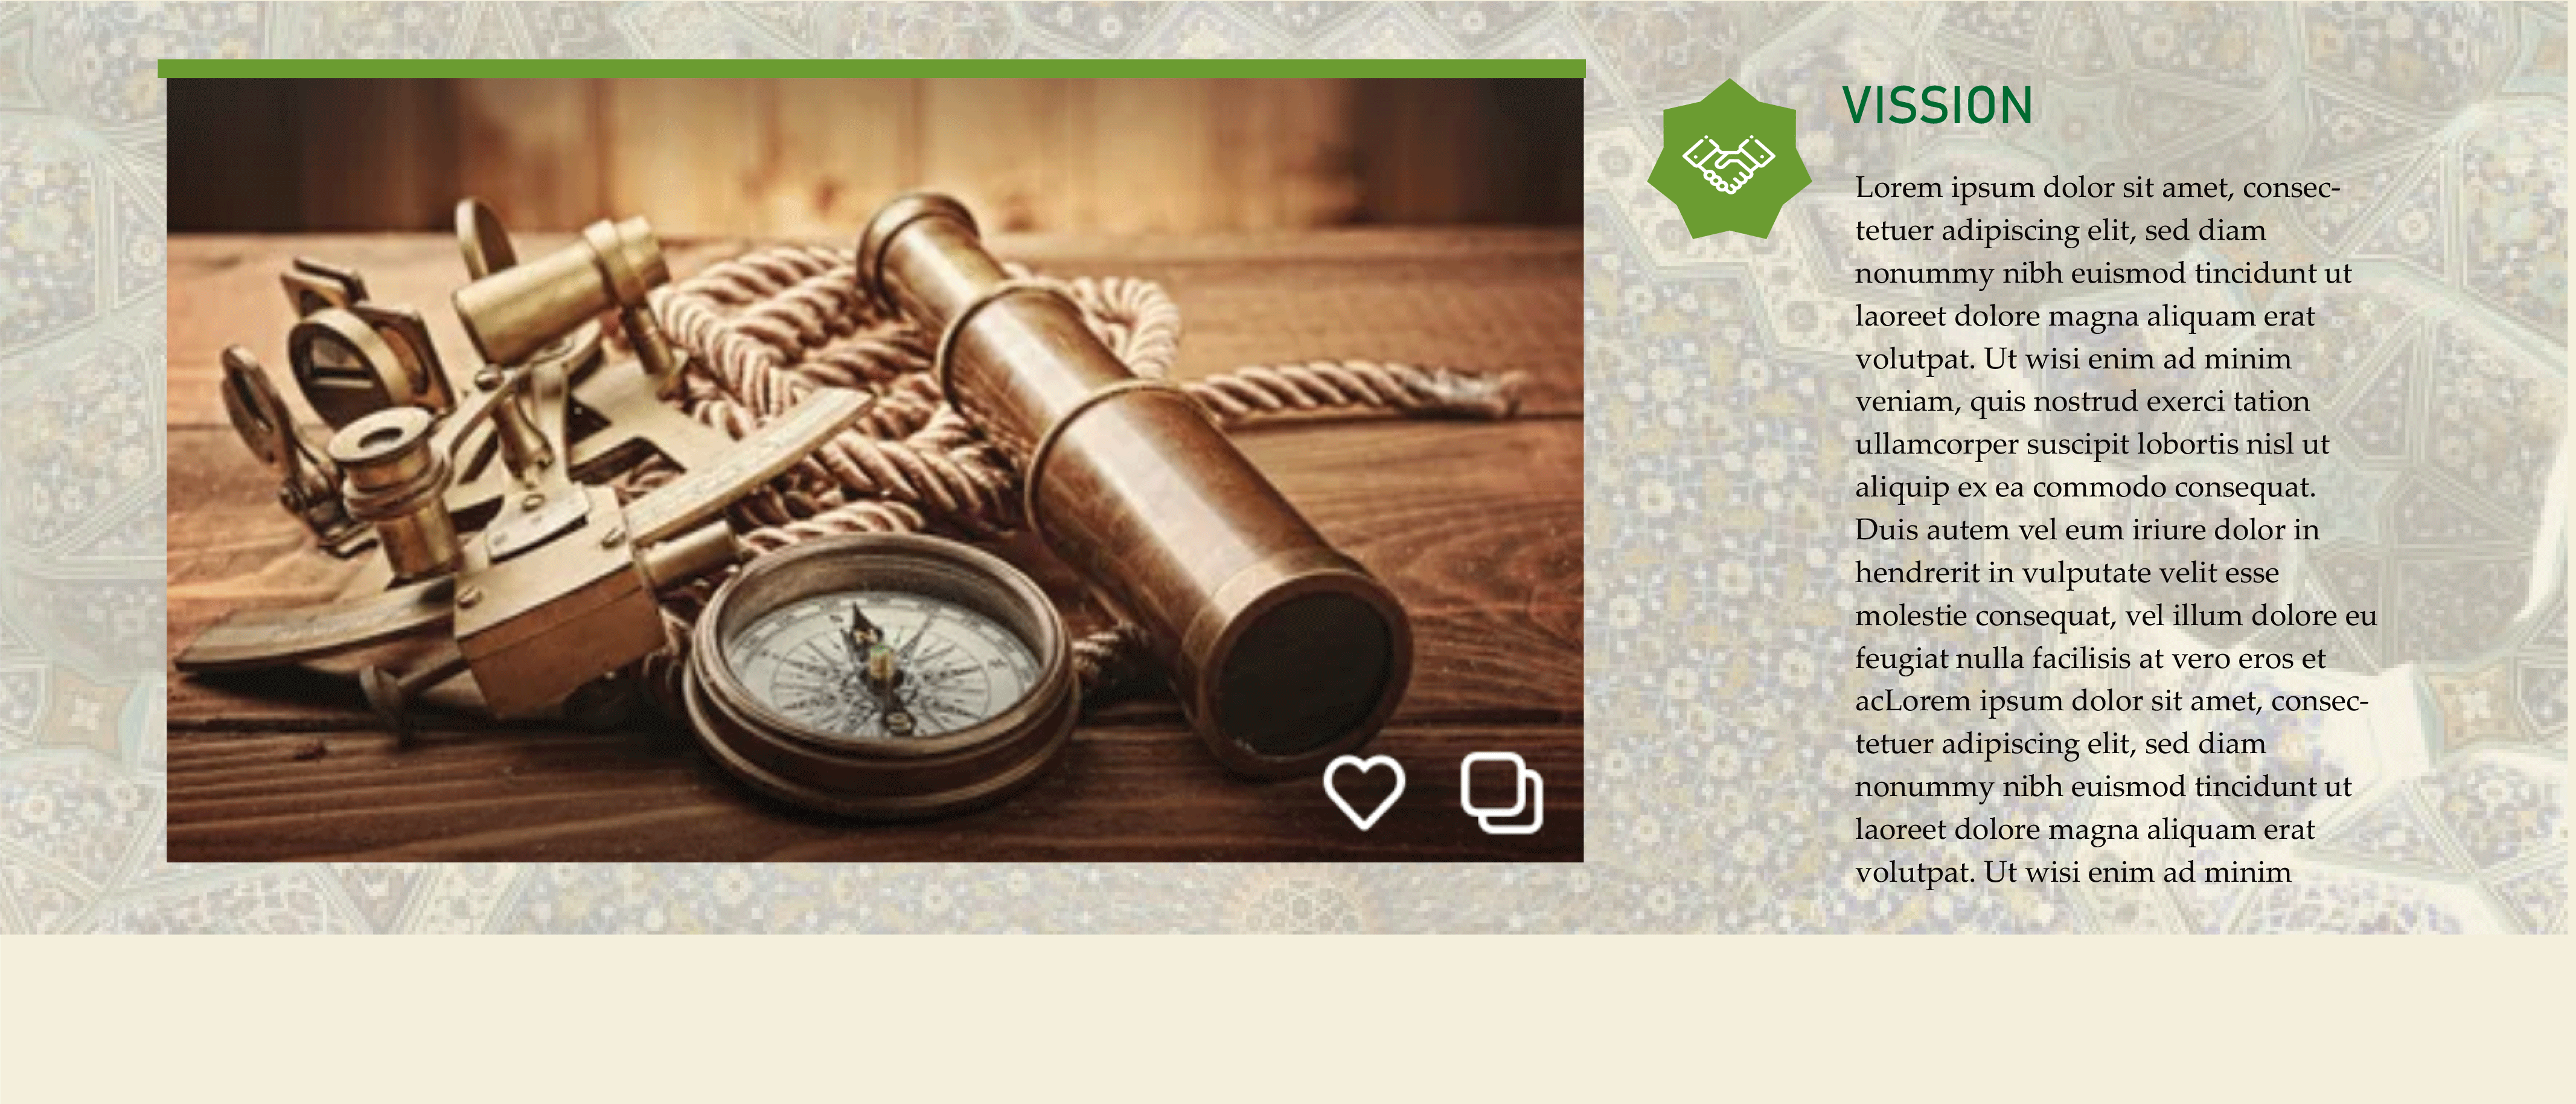 VISSION
Lorem ipsum dolor sit amet, consec-
tetuer adipiscing elit, sed diam
nonummy nibh euismod tincidunt ut
laoreet dolore magna aliquam erat
volutpat. Ut wisi enim ad minim
veniam, quis nostrud exerci tation
ullamcorper suscipit lobortis nisl ut
aliquip ex ea commodo consequat.
Duis autem vel eum iriure dolor in
hendrerit in vulputate velit esse
molestie consequat, vel illum dolore eu
feugiat nulla facilisis at vero eros et
acLorem ipsum dolor sit amet, consec-
tetuer adipiscing elit, sed diam
nonummy nibh euismod tincidunt ut
laoreet dolore magna aliquam erat
volutpat. Ut wisi enim ad minim